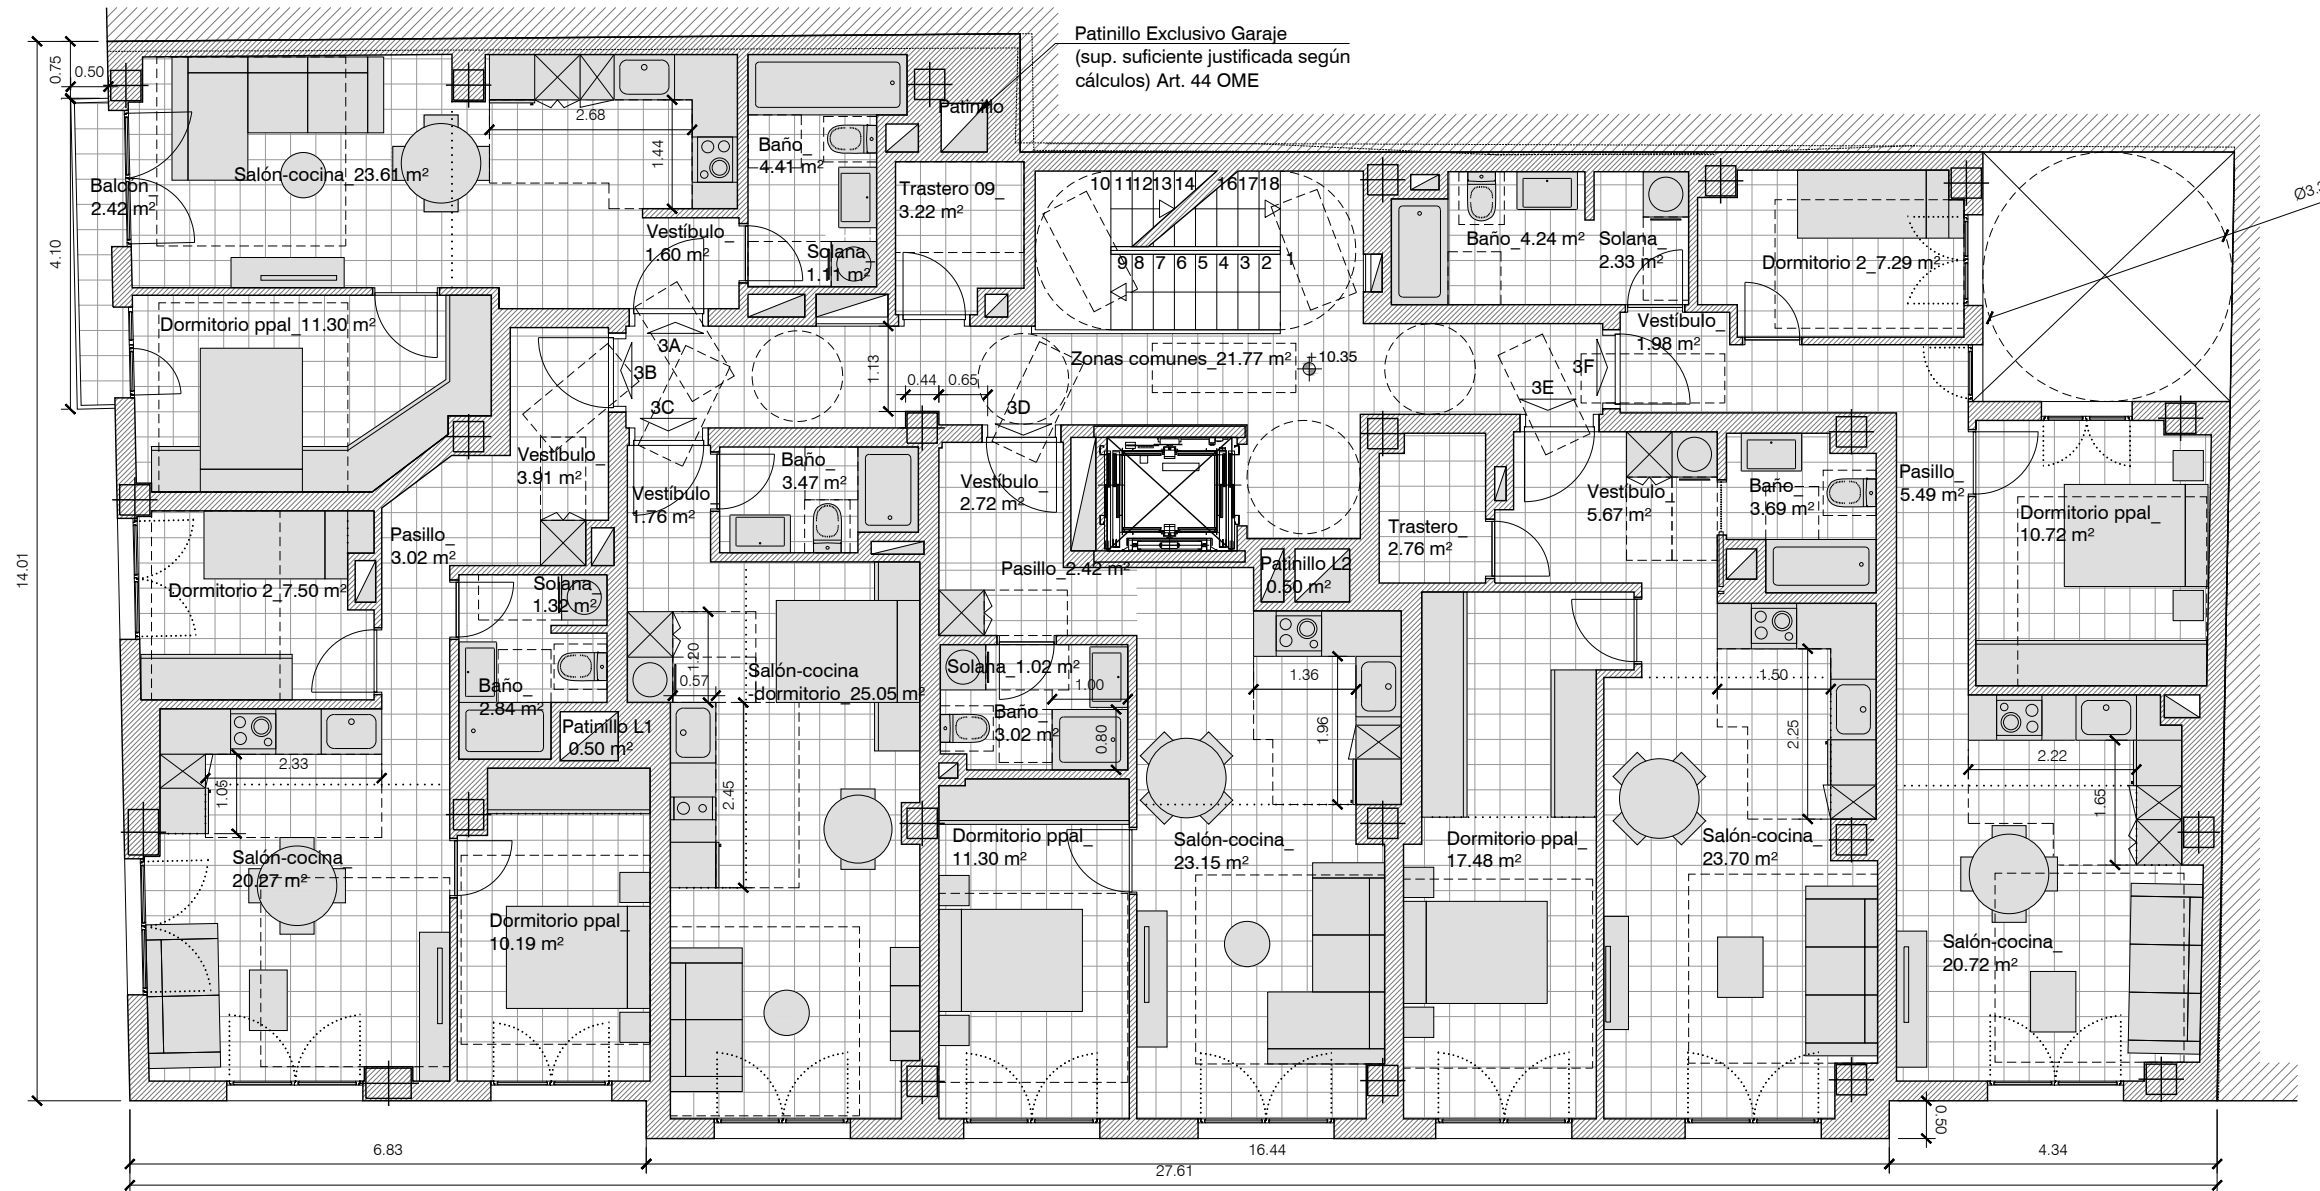 Patinillo Exclusivo Garaje
(sup. suficiente justificada según
cálculos) Art. 44 OME
0.75
0.50
4.10
14.01
Balcón_
2.42 m²
Salón-cocina_23.61 m²
2.68
1.44
Baño_
4.41 m²
Patinillo
Trastero 09_
3.22 m²
Vestíbulo_
1.60 m²
Solana_
1.11 m²
10 11 12 13 14 16 17 18
9 8 7 6 5 4 3 2 1
Baño_4.24 m²
Solana_
2.33 m²
Dormitorio 2_7.29 m²
Dormitorio ppal_11.30 m²
3A
3B
3C
1.13
0.44
0.65
3D
Zonas comunes_21.77 m²
+10.35
3E
3F
Vestíbulo_
1.98 m²
Vestíbulo_
3.91 m²
Vestíbulo_
1.76 m²
Baño_
3.47 m²
Vestíbulo_
2.72 m²
Trastero_
2.76 m²
Vestíbulo_
5.67 m²
Baño_
3.69 m²
Pasillo_
5.49 m²
Dormitorio ppal_
10.72 m²
Pasillo_
3.02 m²
Dormitorio 2_7.50 m²
Solana_
1.32 m²
Pasillo_2.42 m²
Patinillo L2
0.50 m²
Baño_
2.84 m²
Patinillo L1
0.50 m²
1.20
0.57
Salón-cocina
-dormitorio_25.05 m²
Solana_1.02 m²
1.00
Baño_
3.02 m²
0.80
1.36
1.96
1.50
2.25
2.22
1.65
2.33
1.05
2.45
Salón-cocina_
20.27 m²
Dormitorio ppal_
10.19 m²
Dormitorio ppal_
11.30 m²
Salón-cocina_
23.15 m²
Dormitorio ppal_
17.48 m²
Salón-cocina_
23.70 m²
Salón-cocina_
20.72 m²
0.50
6.83
16.44
4.34
27.61